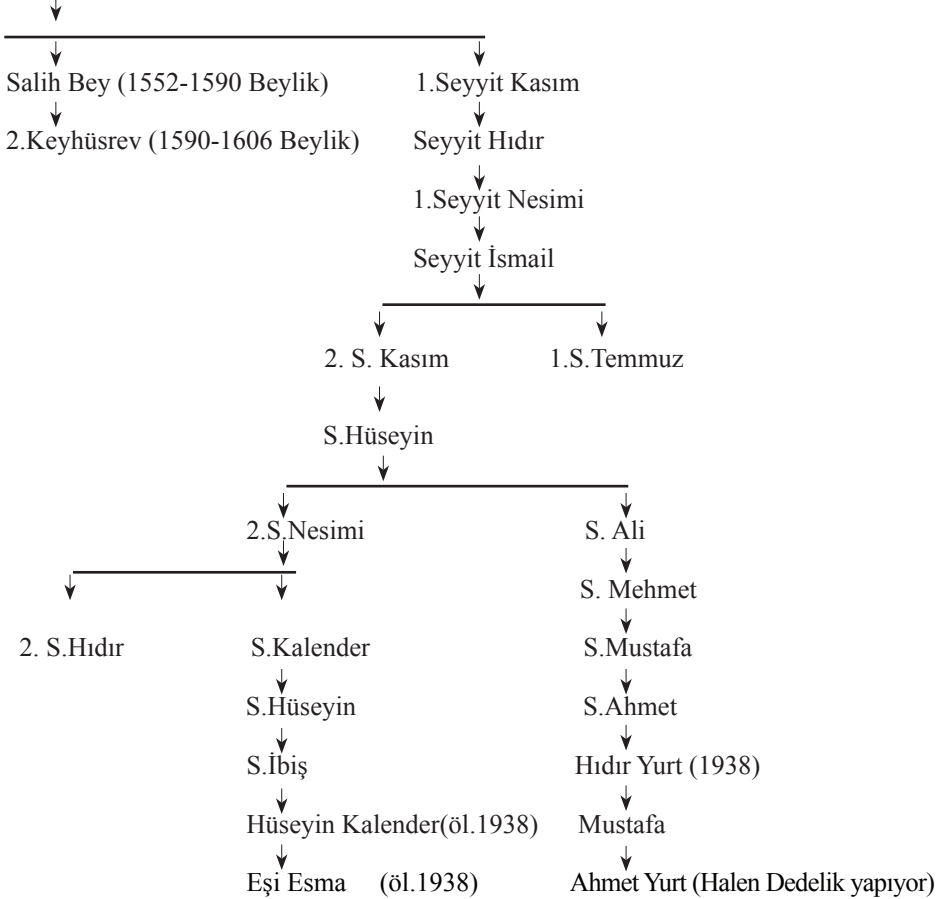 Salih Bey (1552-1590 Beylik) 1.Seyyit Kasım
2.Keyhüsrev (1590-1606 Beylik) Seyyit Hıdır
1.Seyyit Nesimi
Seyyit İsmail
2. S. Kasım 1.S.Temmuz
S.Hüseyin
2.S.Nesimi S. Ali
S. Mehmet
2. S.Hıdır S.Kalender S.Mustafa
S.Hüseyin S.Ahmet
S.İbiş Hıdır Yurt (1938)
Hüseyin Kalender(öl.1938) Mustafa
Eşi Esma (öl.1938) Ahmet Yurt (Halen Dedelik yapıyor)